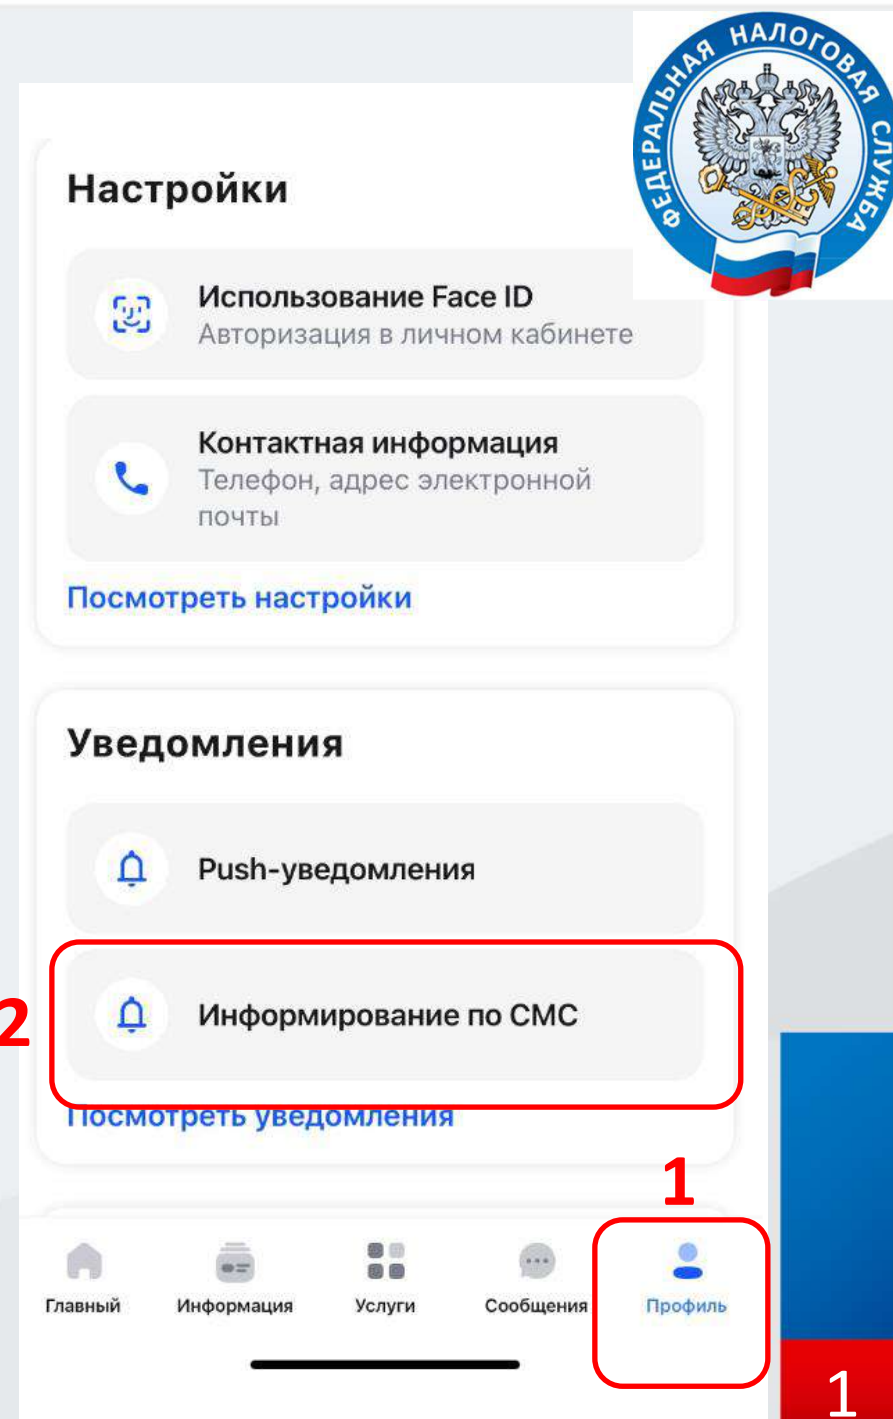 ФЕДЕРАЛЬНАЯ НАЛОГОВАЯ СЛУЖБА
Настройки
Использование Face ID
Авторизация в личном кабинете
Контактная информация
Телефон, адрес электронной
почты
Посмотреть настройки
Уведомления
Push-уведомления
2
Информирование по СМС
Посмотреть уведомления
1
Главный
Информация
Услуги
Сообщения
Профиль
1